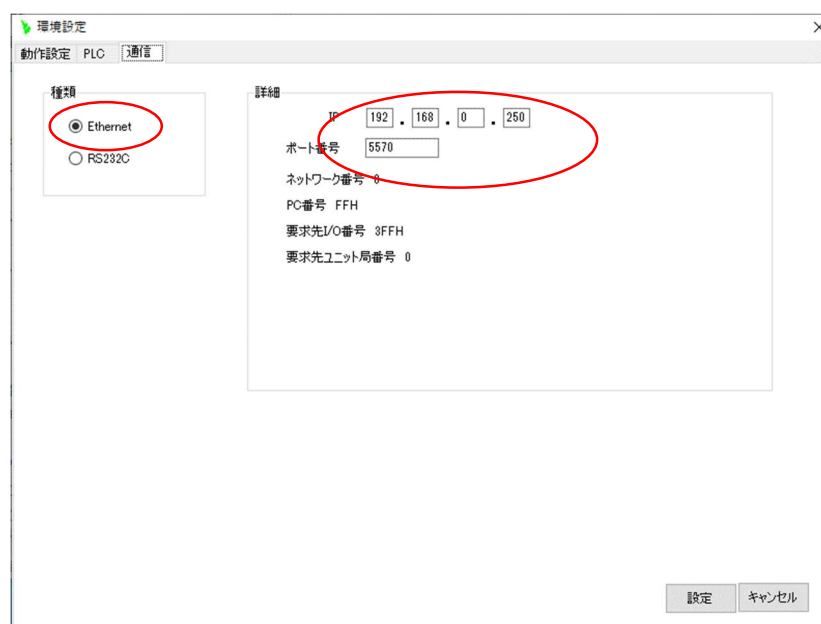 環境設定
動作設定 PLC 通信
種類
Ethernet
RS232C
詳細
IP 192 . 168 . 0 . 250
ポート番号 5570
ネットワーク番号 0
PC番号 FFH
要求先I/O番号 3FFH
要求先ユニット局番号 0
設定 キャンセル